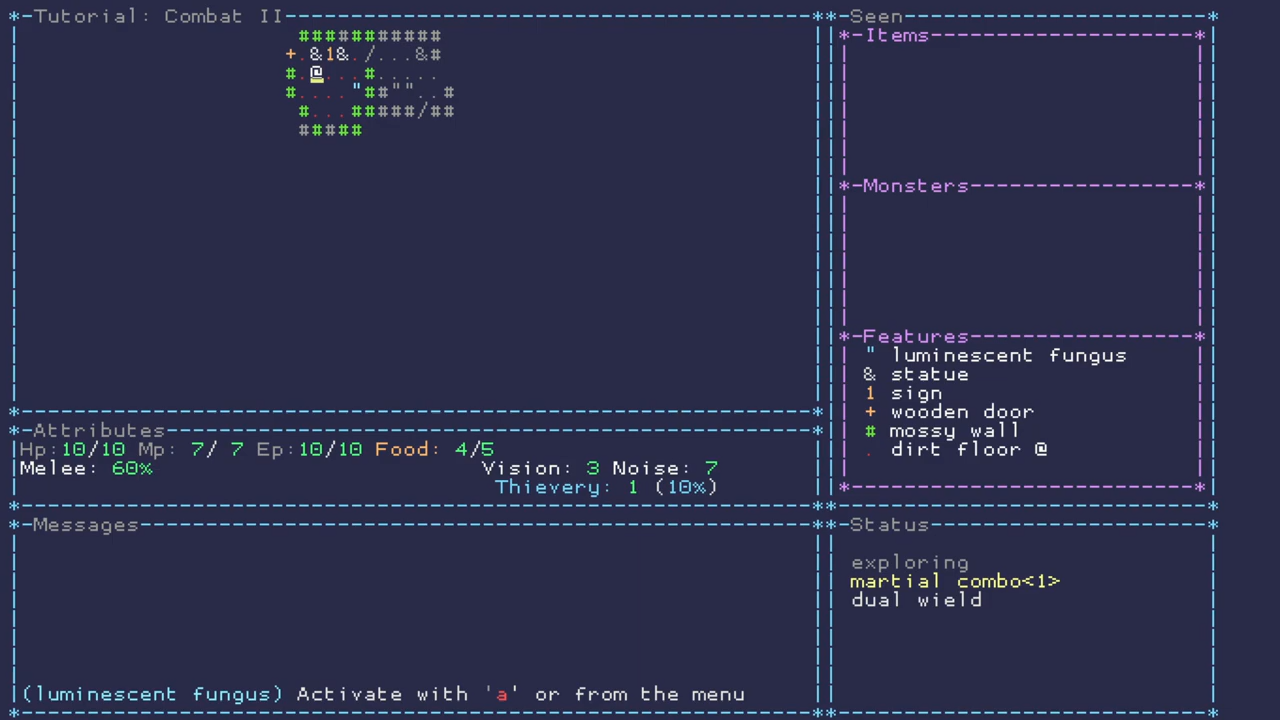 Tutorial: Combat II
###########
+.&1&./...&#
#.@...#.....
#...."##""..#
#...#####/##
#####
Attributes
Hp:10/10 Mp: 7/ 7 Ep:10/10 Food: 4/5
Melee: 60% Vision: 3 Noise: 7
Thievery: 1 (10%)
Messages
(luminescent fungus) Activate with 'a' or from the menu
Seen
Items
Monsters
Features
" luminescent fungus
& statue
1 sign
+ wooden door
# mossy wall
. dirt floor @
Status
exploring
martial combo<1>
dual wield